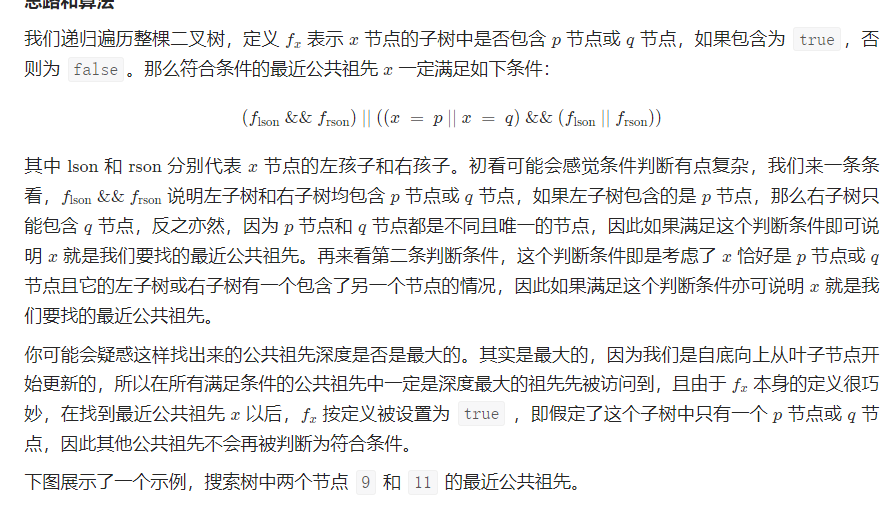 思路和算法
我们递归遍历整棵二叉树，定义 fx 表示 x 节点的子树中是否包含 p 节点或 q 节点，如果包含为 true，否
则为 false。那么符合条件的最近公共祖先 x 一定满足如下条件：
(flson && frson) || ((x = p || x = q) && (flson || frson))
其中 lson 和 rson 分别代表 x 节点的左孩子和右孩子。初看可能会感觉条件判断有点复杂，我们来一条条
看，flson && frson 说明左子树和右子树均包含 p 节点或 q 节点，如果左子树包含的是 p 节点，那么右子树只
能包含 q 节点，反之亦然，因为 p 节点和 q 节点都是不同且唯一的节点，因此如果满足这个判断条件即可说
明 x 就是我们要找的最近公共祖先。再来看第二条判断条件，这个判断条件即是考虑了 x 恰好是 p 节点或 q
节点且它的左子树或右子树有一个包含了另一个节点的情况，因此如果满足这个判断条件亦可说明 x 就是我
们要找的最近公共祖先。
你可能会疑惑这样找出来的公共祖先深度是否是最大的。其实是最大的，因为我们是自底向上从叶子节点开
始更新的，所以在所有满足条件的公共祖先中一定是深度最大的祖先先被访问到，且由于 fx 本身的定义很巧
妙，在找到最近公共祖先 x 以后，fx 按定义被设置为 true ，即假定了这个子树中只有一个 p 节点或 q 节
点，因此其他公共祖先不会再被判断为符合条件。
下图展示了一个示例，搜索树中两个节点 9 和 11 的最近公共祖先。